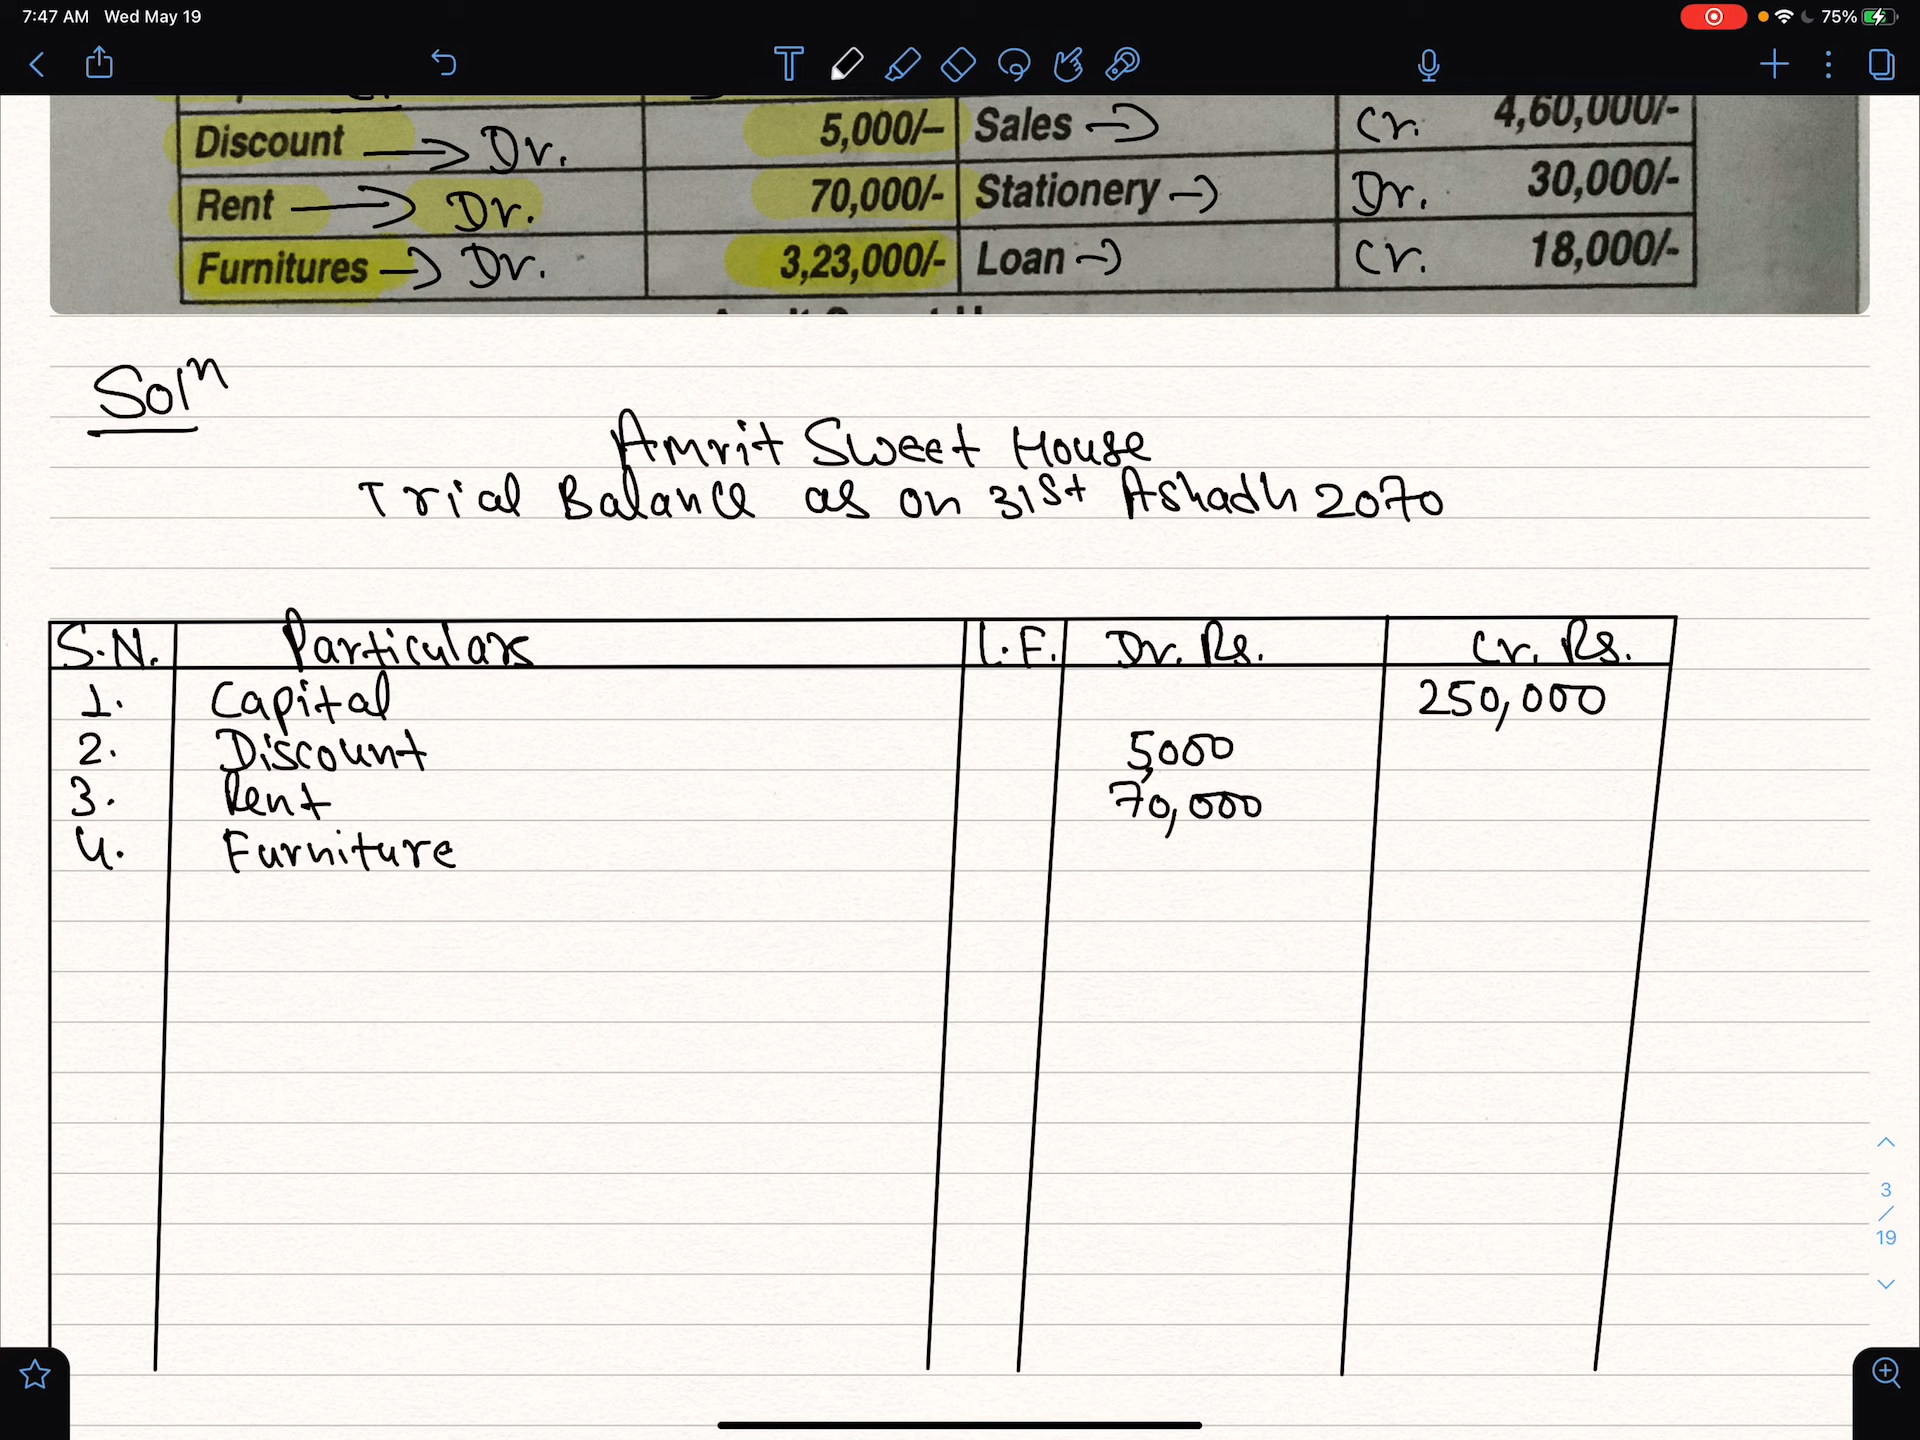 7:47 AM Wed May 19 75%
Discount → Dr. 5,000/- Sales → Cr. 4,60,000/-
Rent → Dr. 70,000/- Stationery → Dr. 30,000/-
Furnitures → Dr. 3,23,000/- Loan → Cr. 18,000/-
Solⁿ
Amrit Sweet House
Trial Balance as on 31st Ashadh 2070
S.N. Particulars L.F. Dr. Rs. Cr. Rs.
1. Capital 250,000
2. Discount 5,000
3. Rent 70,000
4. Furniture
3
/
19